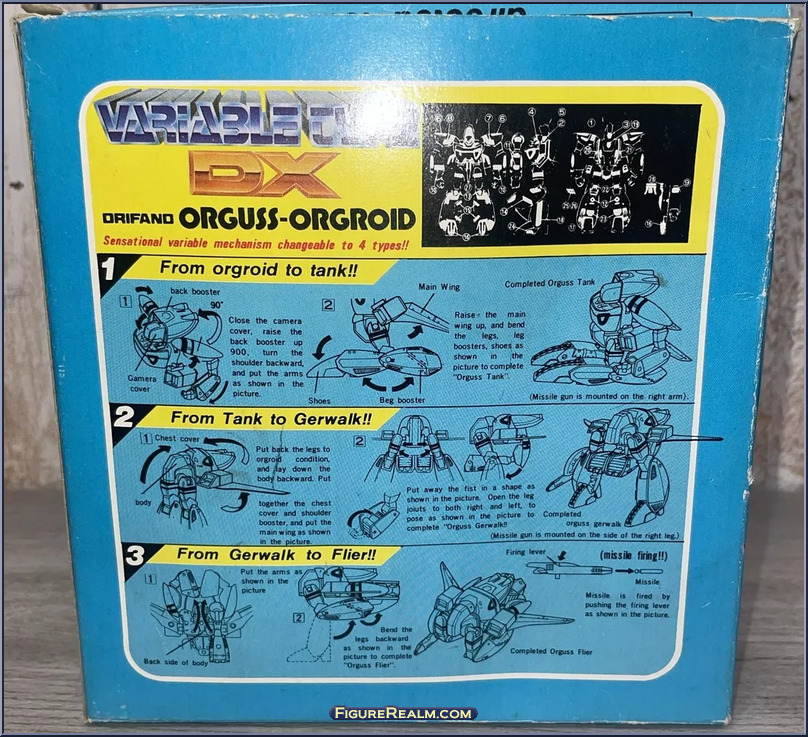 VARIABLE
DX
ORIFAND ORGUSS-ORGROID
Sensational variable mechanism changeable to 4 types!!
1 From orgroid to tank!!
1
back booster
90°
Gamera
cover
Close the camera
cover, raise the
back booster up
900, turn the
shoulder backward,
and put the arms
as shown in the
picture.
2
Main Wing
Shoes
Beg booster
Raise the main
wing up, and bend
the legs, leg
boosters, shoes as
shown in the
picture to complete
"Orguss Tank".
Completed Orguss Tank
(Missile gun is mounted on the right arm).
2 From Tank to Gerwalk!!
1 Chest cover
body
Put back the legs to
orgroid condition,
and lay down the
body backward. Put
together the chest
cover and shoulder
booster, and put the
main wing as shown
in the picture.
2
Put away the fist in a shape as
shown in the picture. Open the leg
joiuts to both right and left, to
pose as shown in the picture to
complete "Orguss Gerwalk!!
Completed
orguss gerwalk
(Missile gun is mounted on the side of the right leg.)
3 From Gerwalk to Flier!!
1
Put the arms as
shown in the
picture
Back side of body
2
Bend the
legs backward
as shown in the
picture to complete
"Orguss Flier".
Completed Orguss Flier
Firing lever
(missile firing!!)
Missile
Missile is fired by
pushing the firing lever
as shown in the picture.
FIGUREREALM.COM